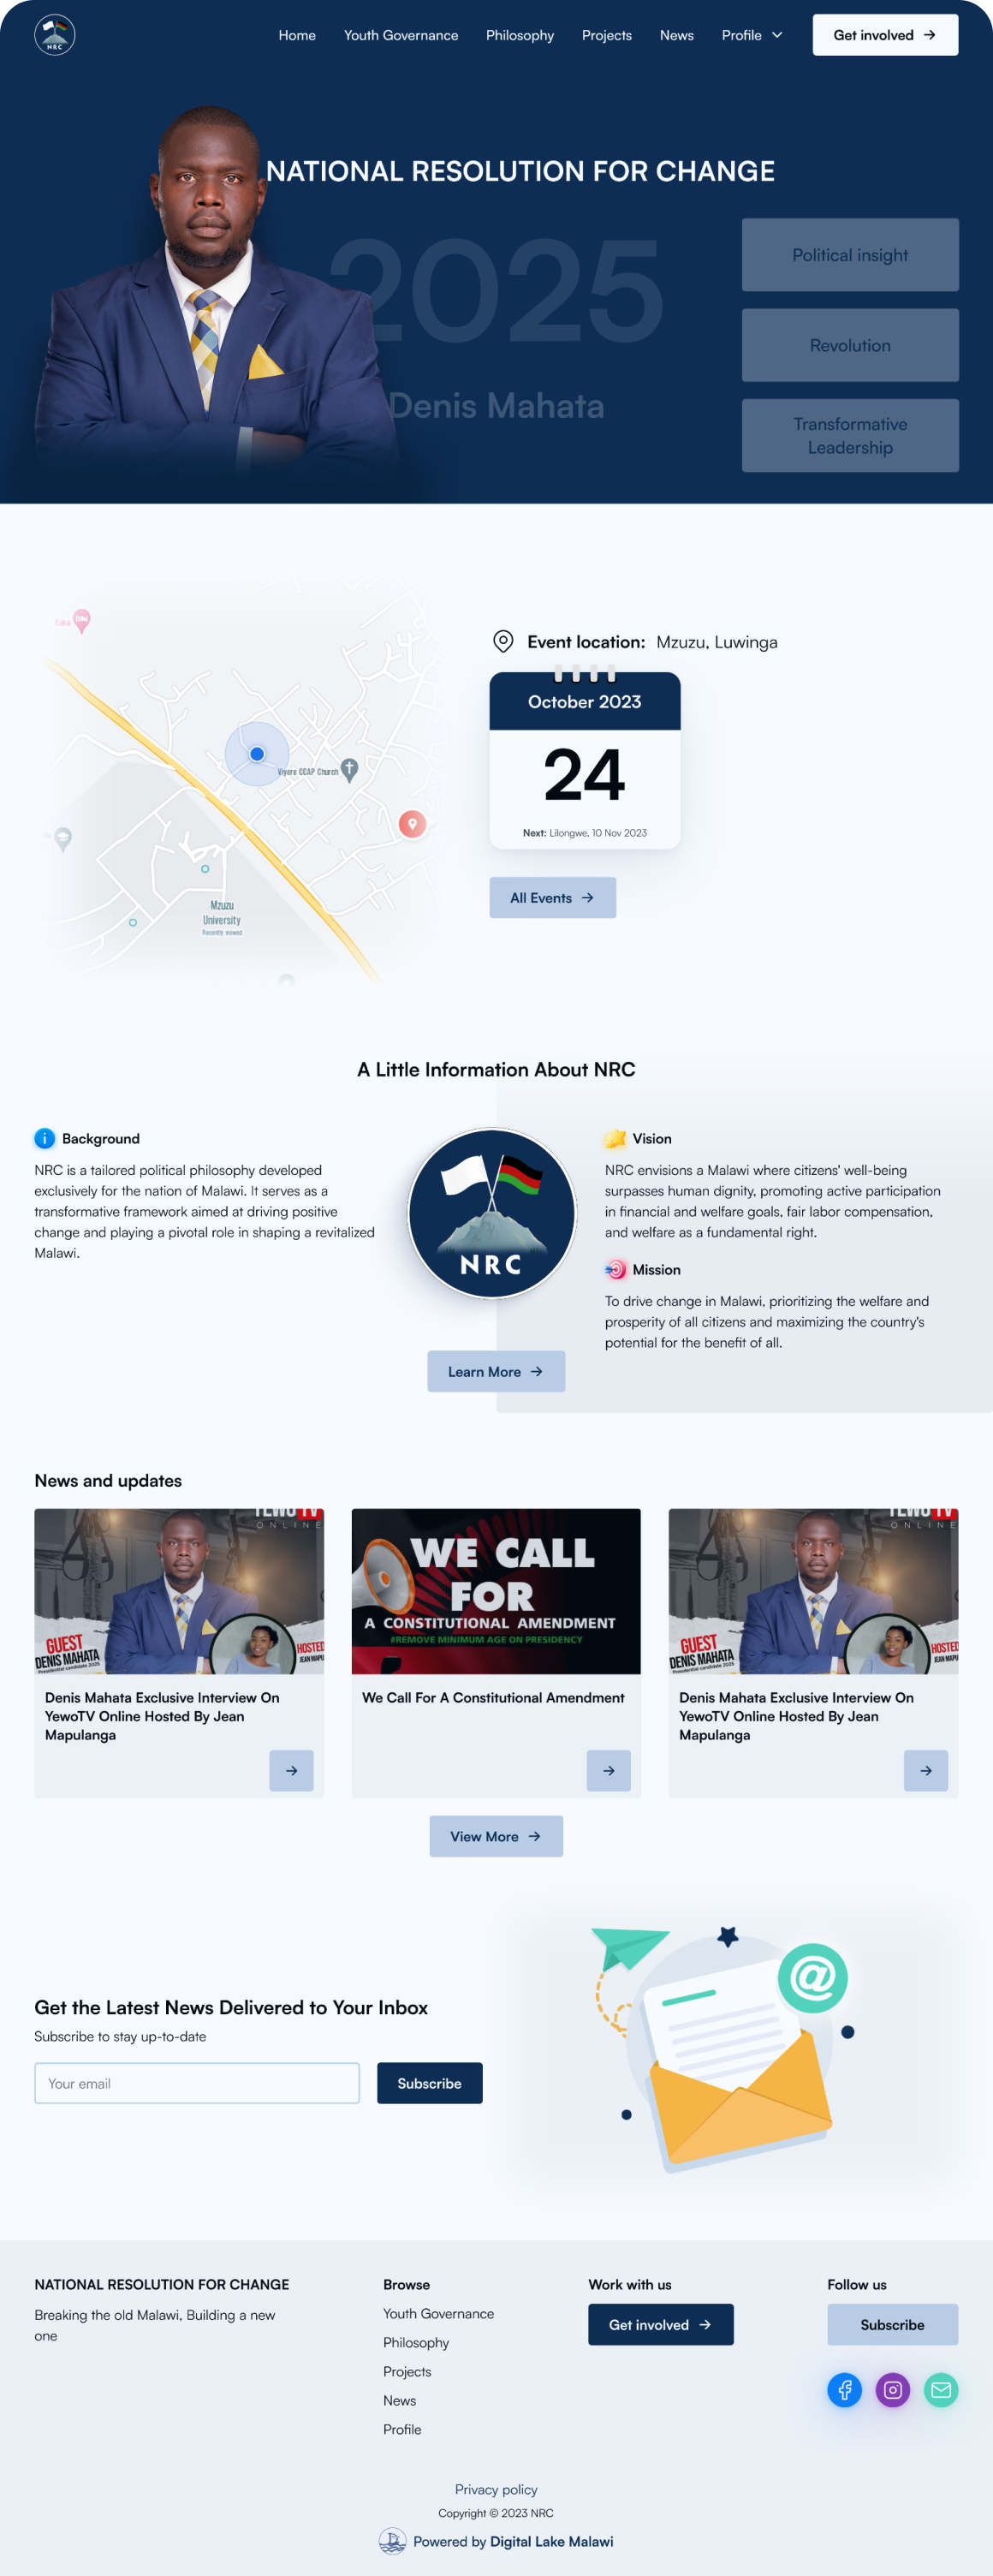 NRC
Home
Youth Governance
Philosophy
Projects
News
Profile
Get involved
NATIONAL RESOLUTION FOR CHANGE
2025
Denis Mahata
Political insight
Revolution
Transformative
Leadership
Viyere CCAP Church
Mzuzu
University
Recently viewed
Event location: Mzuzu, Luwinga
October 2023
24
Next: Lilongwe, 10 Nov 2023
All Events
A Little Information About NRC
Background
NRC is a tailored political philosophy developed
exclusively for the nation of Malawi. It serves as a
transformative framework aimed at driving positive
change and playing a pivotal role in shaping a revitalized
Malawi.
NRC
Learn More
Vision
NRC envisions a Malawi where citizens' well-being
surpasses human dignity, promoting active participation
in financial and welfare goals, fair labor compensation,
and welfare as a fundamental right.
Mission
To drive change in Malawi, prioritizing the welfare and
prosperity of all citizens and maximizing the country's
potential for the benefit of all.
News and updates
ONLINE
GUEST
DENIS MAHATA
Presidential candidate 2025
HOSTED
Denis Mahata Exclusive Interview On
YewoTV Online Hosted By Jean
Mapulanga
WE CALL
FOR
A CONSTITUTIONAL AMENDMENT
#REMOVE MINIMUM AGE ON PRESIDENCY
We Call For A Constitutional Amendment
ONLINE
GUEST
DENIS MAHATA
Presidential candidate 2025
HOSTED
Denis Mahata Exclusive Interview On
YewoTV Online Hosted By Jean
Mapulanga
View More
Get the Latest News Delivered to Your Inbox
Subscribe to stay up-to-date
Your email
Subscribe
@
NATIONAL RESOLUTION FOR CHANGE
Breaking the old Malawi, Building a new
one
Browse
Youth Governance
Philosophy
Projects
News
Profile
Work with us
Get involved
Follow us
Subscribe
Privacy policy
Copyright © 2023 NRC
Powered by Digital Lake Malawi